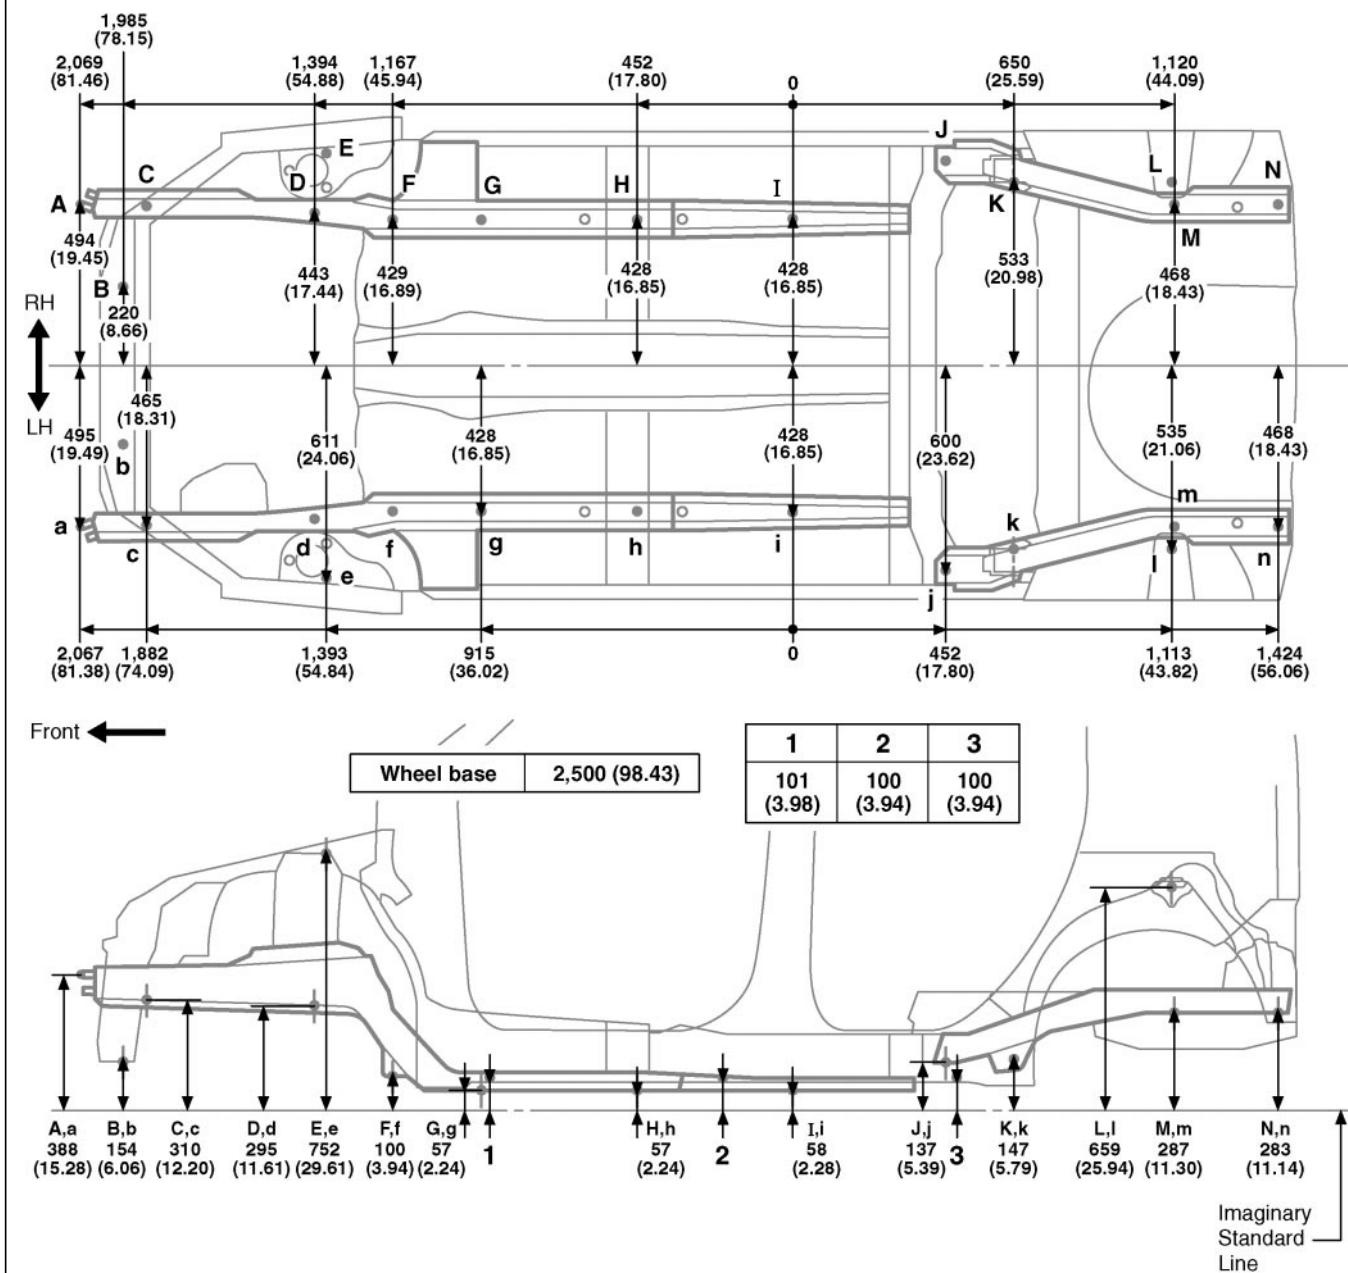 1,985
(78.15)
2,069
(81.46)
1,394
(54.88)
1,167
(45.94)
452
(17.80)
0
650
(25.59)
1,120
(44.09)
J
E
C
D
F
G
H
I
L
N
A
K
M
494
(19.45)
B
220
(8.66)
443
(17.44)
429
(16.89)
428
(16.85)
428
(16.85)
533
(20.98)
468
(18.43)
RH
LH
495
(19.49)
465
(18.31)
b
611
(24.06)
428
(16.85)
428
(16.85)
600
(23.62)
535
(21.06)
468
(18.43)
m
a
c
d
e
f
g
h
i
k
j
l
n
2,067
(81.38)
1,882
(74.09)
1,393
(54.84)
915
(36.02)
0
452
(17.80)
1,113
(43.82)
1,424
(56.06)
Front
Wheel base 2,500 (98.43)
1 2 3
101 100 100
(3.98) (3.94) (3.94)
A,a
388
(15.28)
B,b
154
(6.06)
C,c
310
(12.20)
D,d
295
(11.61)
E,e
752
(29.61)
F,f
100
(3.94)
G,g
57
(2.24)
1
H,h
57
(2.24)
2
I,i
58
(2.28)
J,j
137
(5.39)
3
K,k
147
(5.79)
L,l
659
(25.94)
M,m
287
(11.30)
N,n
283
(11.14)
Imaginary
Standard
Line